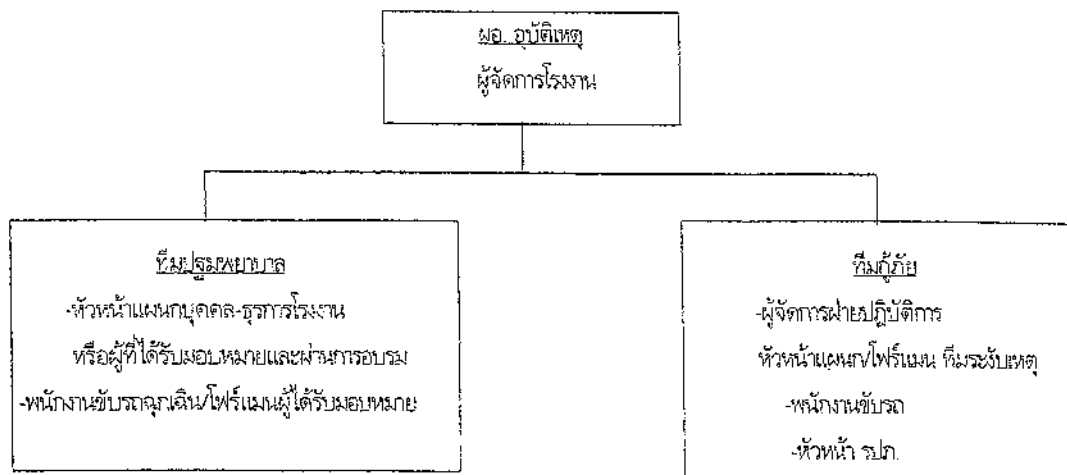 ผอ. อุบัติเหตุ
ผู้จัดการโรงงาน
ทีมปฐมพยาบาล
-หัวหน้าแผนกบุคคล-ธุรการโรงงาน
หรือผู้ที่ได้รับมอบหมายและผ่านการอบรม
-พนักงานขับรถฉุกเฉิน/โฟร์แมนผู้ได้รับมอบหมาย
ทีมกู้ภัย
-ผู้จัดการฝ่ายปฏิบัติการ
หัวหน้าแผนก/โฟร์แมน ทีมระงับเหตุ
-พนักงานขับรถ
-หัวหน้า รปภ.